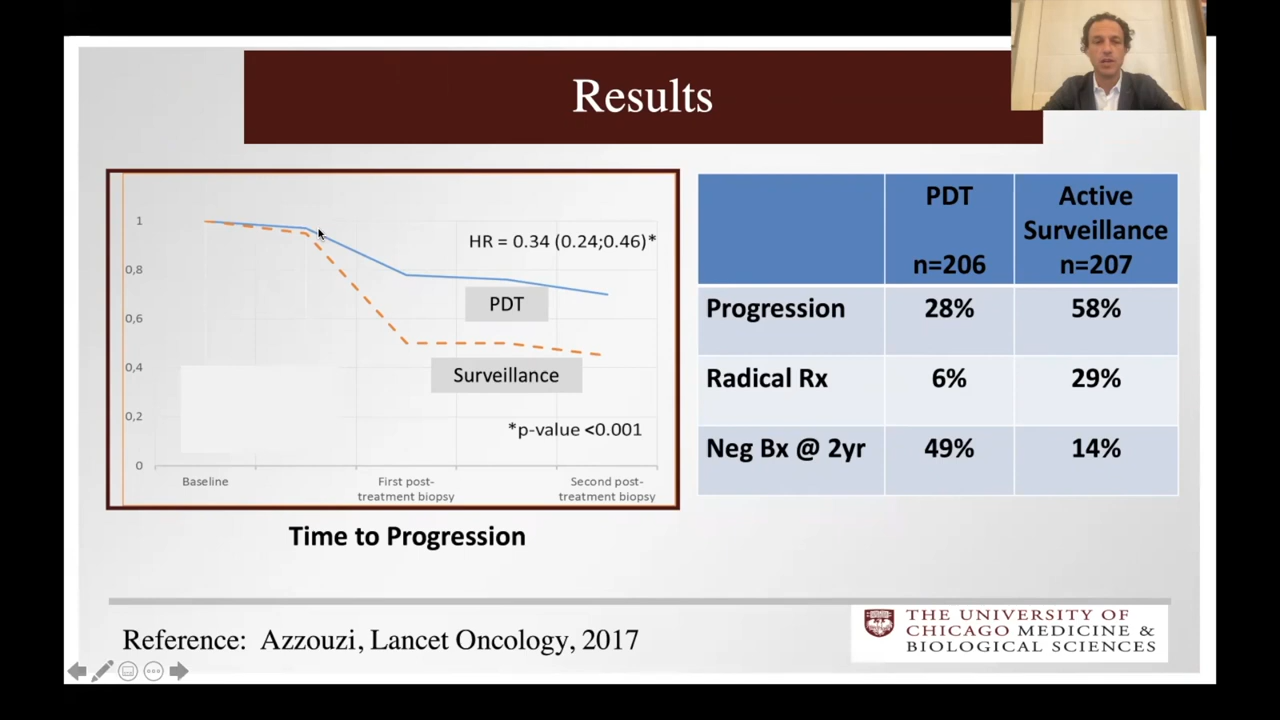 Results
1
0,8
0,6
0,4
0,2
0
HR = 0.34 (0.24;0.46)*
PDT
Surveillance
*p-value <0.001
Baseline
First post-
treatment biopsy
Second post-
treatment biopsy
Time to Progression
PDT
n=206
Active
Surveillance
n=207
Progression 28% 58%
Radical Rx 6% 29%
Neg Bx @ 2yr 49% 14%
Reference: Azzouzi, Lancet Oncology, 2017
THE UNIVERSITY OF
CHICAGO MEDICINE &
BIOLOGICAL SCIENCES